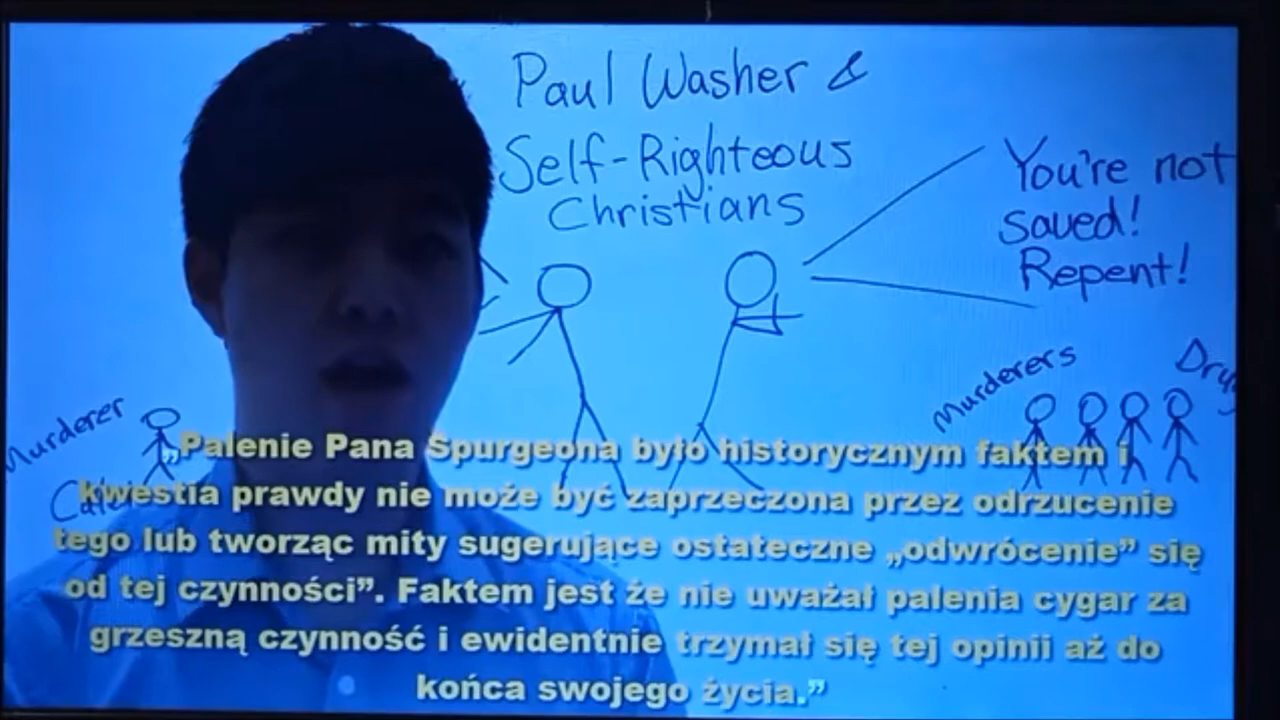 Paul Washer &
Self-Righteous
Christians
You're not
saved!
Repent!
Murderers
Murderer
„Palenie Pana Spurgeona było historycznym faktem i
kwestia prawdy nie może być zaprzeczona przez odrzucenie
tego lub tworząc mity sugerujące ostateczne „odwrócenie” się
od tej czynności”. Faktem jest że nie uważał palenia cygar za
grzeszną czynność i ewidentnie trzymał się tej opinii aż do
końca swojego życia.”